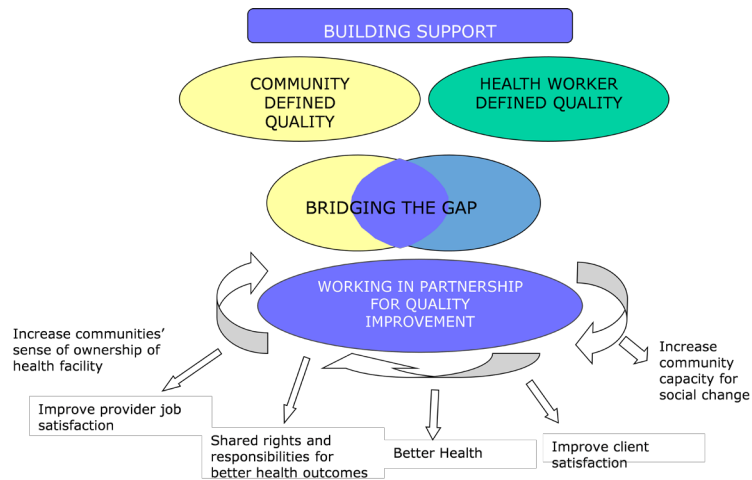 BUILDING SUPPORT
COMMUNITY
DEFINED
QUALITY
HEALTH WORKER
DEFINED QUALITY
BRIDGING THE GAP
WORKING IN PARTNERSHIP
FOR QUALITY
IMPROVEMENT
Increase communities’
sense of ownership of
health facility
Increase
community
capacity for
social change
Improve provider job
satisfaction
Shared rights and
responsibilities for
better health outcomes
Better Health
Improve client
satisfaction